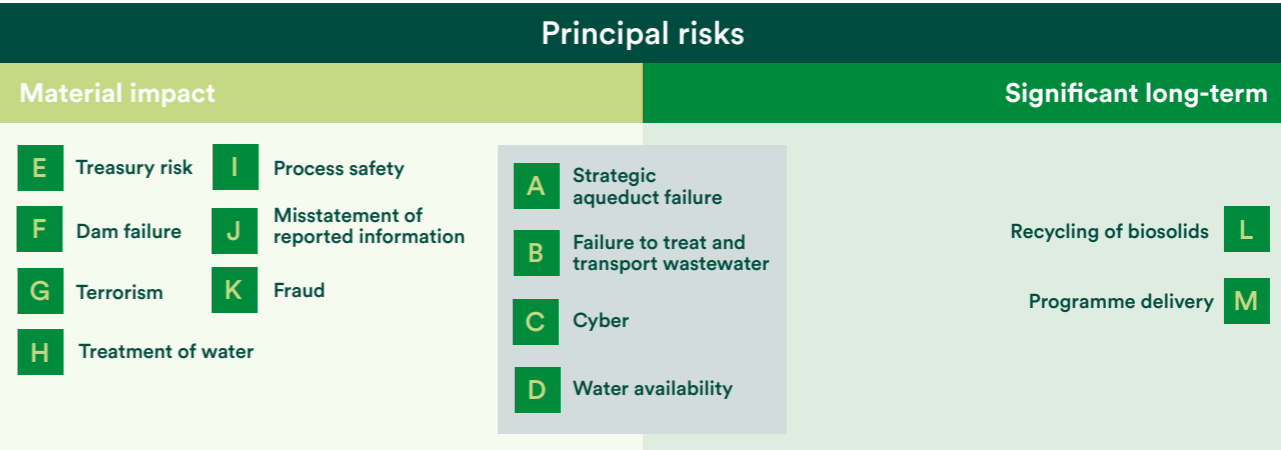 Principal risks
Material impact
Significant long-term
E Treasury risk
F Dam failure
G Terrorism
H Treatment of water
I Process safety
J Misstatement of
reported information
K Fraud
A Strategic
aqueduct failure
B Failure to treat and
transport wastewater
C Cyber
D Water availability
Recycling of biosolids L
Programme delivery M